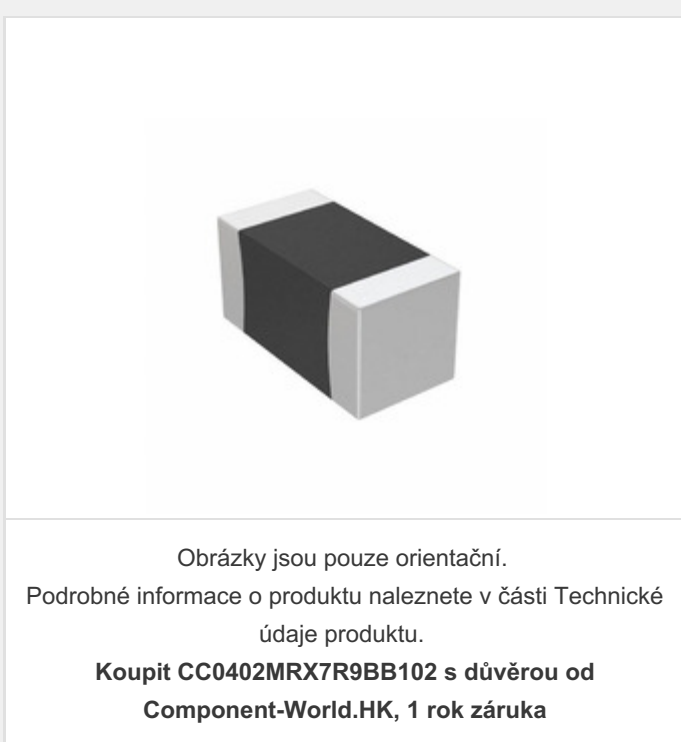 Obrázky jsou pouze orientační.
Podrobné informace o produktu naleznete v části Technické
údaje produktu.
Koupit CC0402MRX7R9BB102 s důvěrou od
Component-World.HK, 1 rok záruka